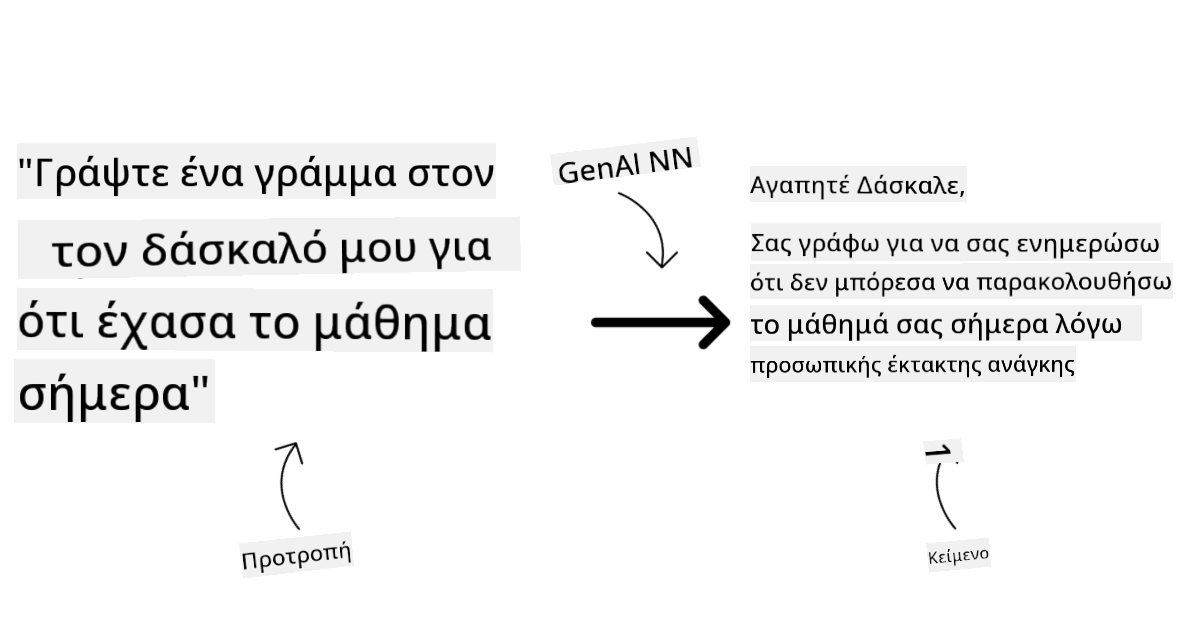 "Γράψτε ένα γράμμα στον
τον δάσκαλό μου για
ότι έχασα το μάθημα
σήμερα"
Προτροπή
GenAI NN
Αγαπητέ Δάσκαλε,
Σας γράφω για να σας ενημερώσω
ότι δεν μπόρεσα να παρακολουθήσω
το μάθημά σας σήμερα λόγω
προσωπικής έκτακτης ανάγκης
Κείμενο